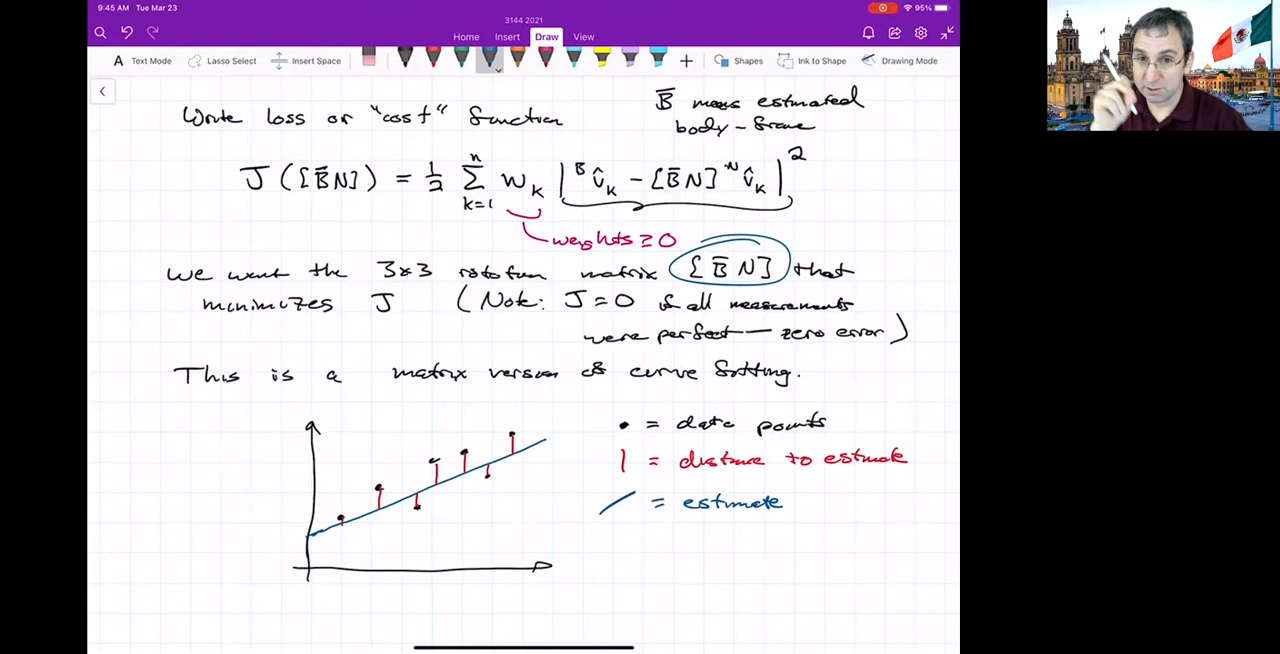 9:45 AM Tue Mar 23
95%
3144 2021
Home Insert Draw View
Text Mode Lasso Select Insert Space Shapes Ink to Shape Drawing Mode
Write loss or "cost" function
B̄ means estimated
body-frame
J([B̄N]) = 1/2 Σ_{k=1}^{n} w_k |ᴮv̂_k − [B̄N] ᴺv̂_k|²
weights ≥ 0
We want the 3×3 rotation matrix [B̄N] that
minimizes J (Note: J=0 if all measurements
were perfect — zero error)
This is a matrix version of curve fitting.
• = data points
| = distance to estimate
/ = estimate